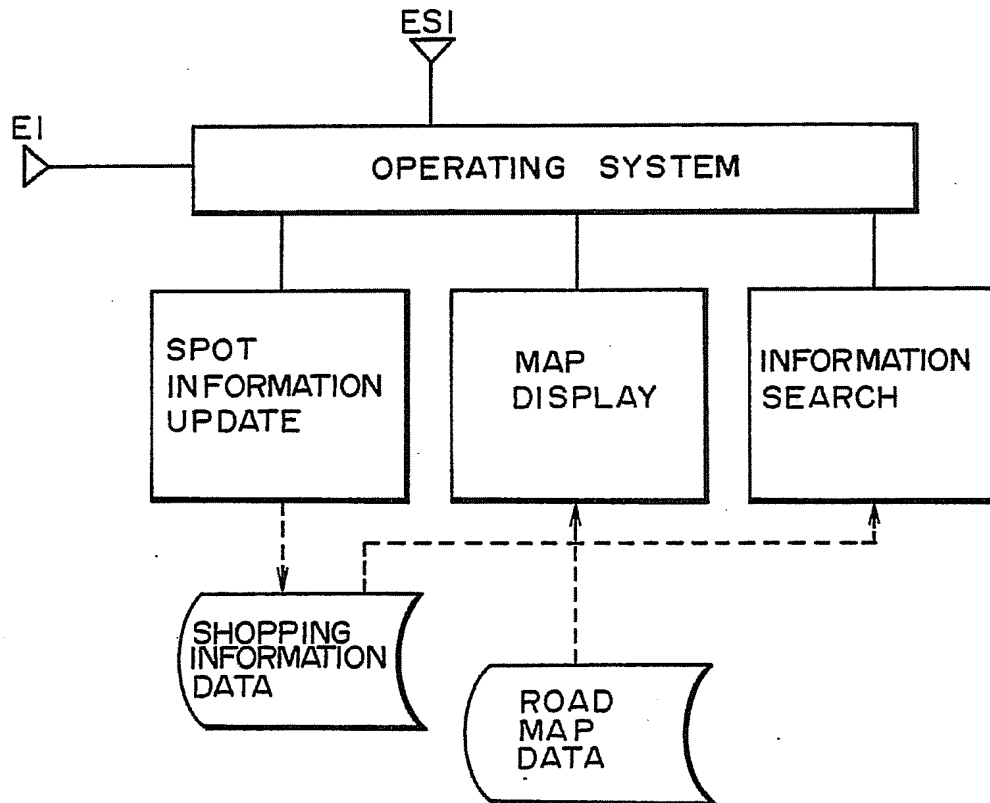 ESI
EI
OPERATING SYSTEM
SPOT
INFORMATION
UPDATE
MAP
DISPLAY
INFORMATION
SEARCH
SHOPPING
INFORMATION
DATA
ROAD
MAP
DATA